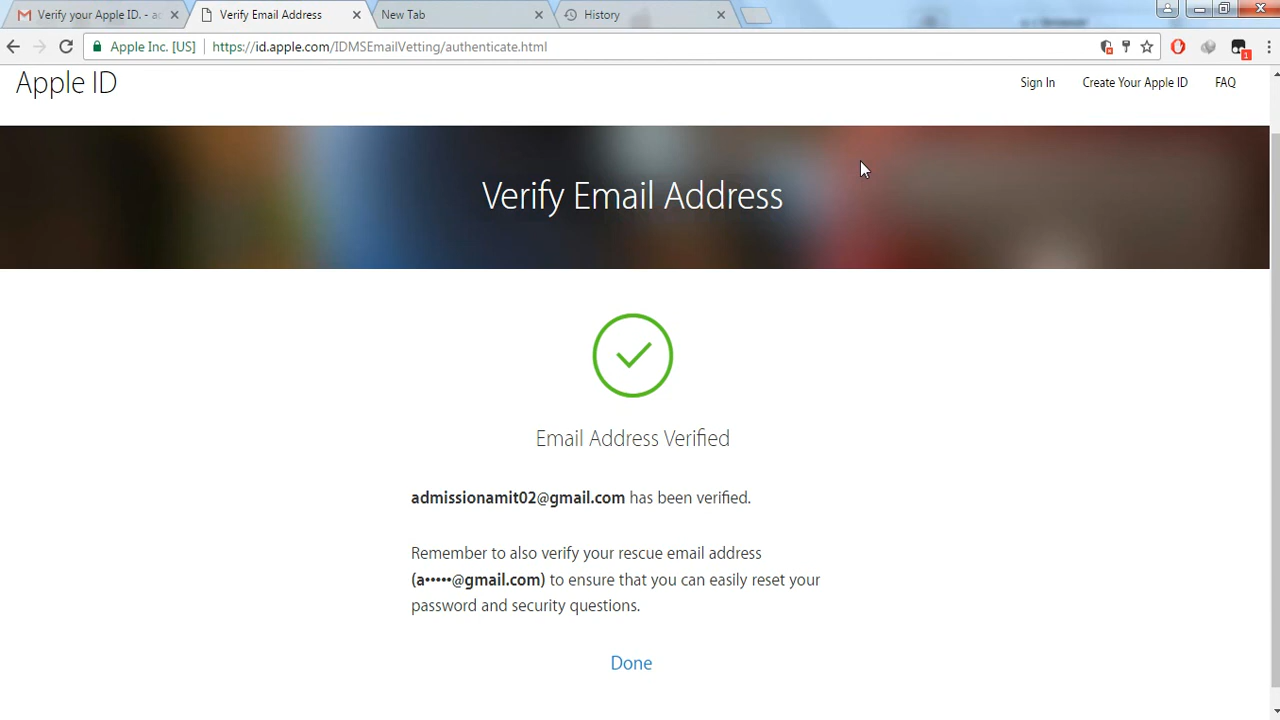 Verify your Apple ID. - ac
Verify Email Address
New Tab
History
Apple Inc. [US]
https://id.apple.com/IDMSEmailVetting/authenticate.html
1
Apple ID
Sign In
Create Your Apple ID
FAQ
Verify Email Address
Email Address Verified
admissionamit02@gmail.com has been verified.
Remember to also verify your rescue email address
(a•••••@gmail.com) to ensure that you can easily reset your
password and security questions.
Done